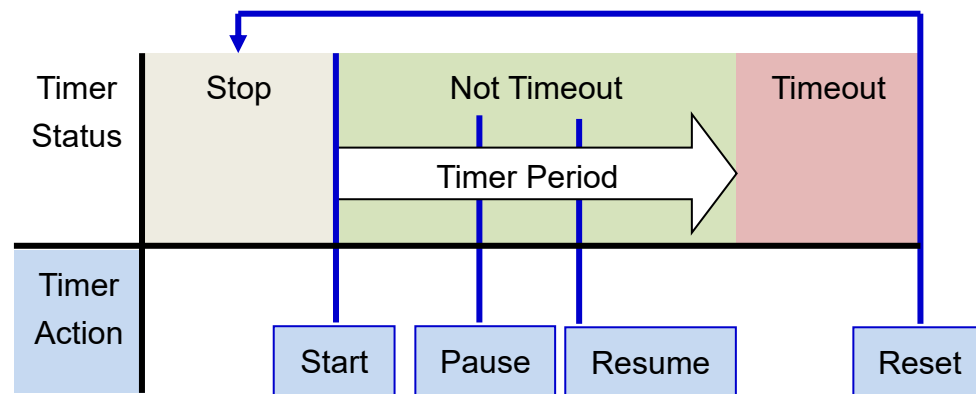 Timer
Status
Stop
Not Timeout
Timeout
Timer Period
Timer
Action
Start
Pause
Resume
Reset